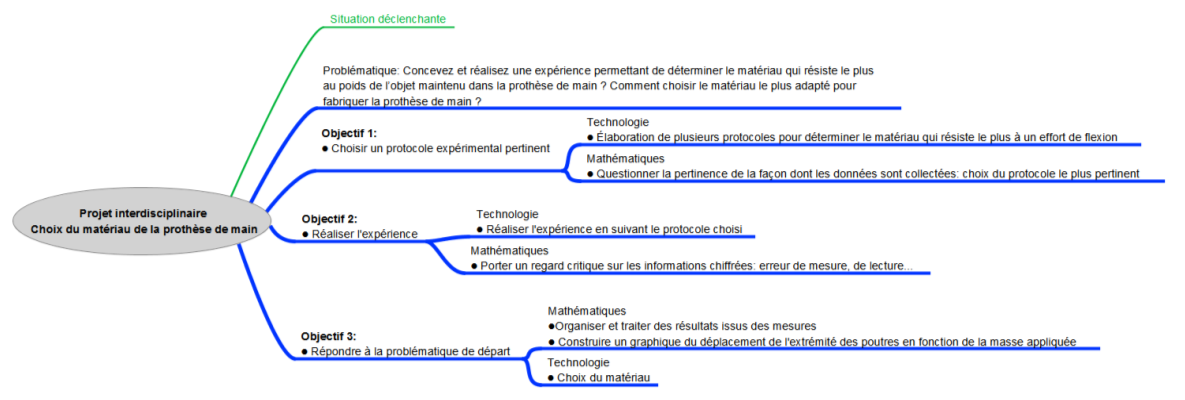 Situation déclenchante
Problématique: Concevez et réalisez une expérience permettant de déterminer le matériau qui résiste le plus
au poids de l'objet maintenu dans la prothèse de main ? Comment choisir le matériau le plus adapté pour
fabriquer la prothèse de main ?
Objectif 1:
● Choisir un protocole expérimental pertinent
Technologie
● Élaboration de plusieurs protocoles pour déterminer le matériau qui résiste le plus à un effort de flexion
Mathématiques
● Questionner la pertinence de la façon dont les données sont collectées: choix du protocole le plus pertinent
Projet interdisciplinaire
Choix du matériau de la prothèse de main
Objectif 2:
● Réaliser l'expérience
Technologie
● Réaliser l'expérience en suivant le protocole choisi
Mathématiques
● Porter un regard critique sur les informations chiffrées: erreur de mesure, de lecture...
Objectif 3:
● Répondre à la problématique de départ
Mathématiques
●Organiser et traiter des résultats issus des mesures
● Construire un graphique du déplacement de l'extrémité des poutres en fonction de la masse appliquée
Technologie
● Choix du matériau